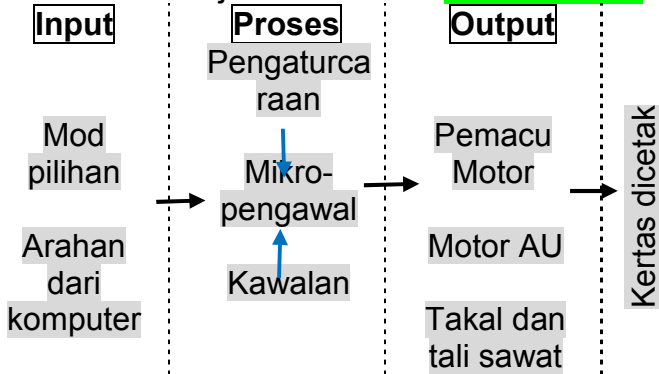 Input
Proses
Output
Pengaturca
raan
Mod
pilihan
Mikro-
pengawal
Pemacu
Motor
Arahan
dari
komputer
Kawalan
Motor AU
Takal dan
tali sawat
Kertas dicetak